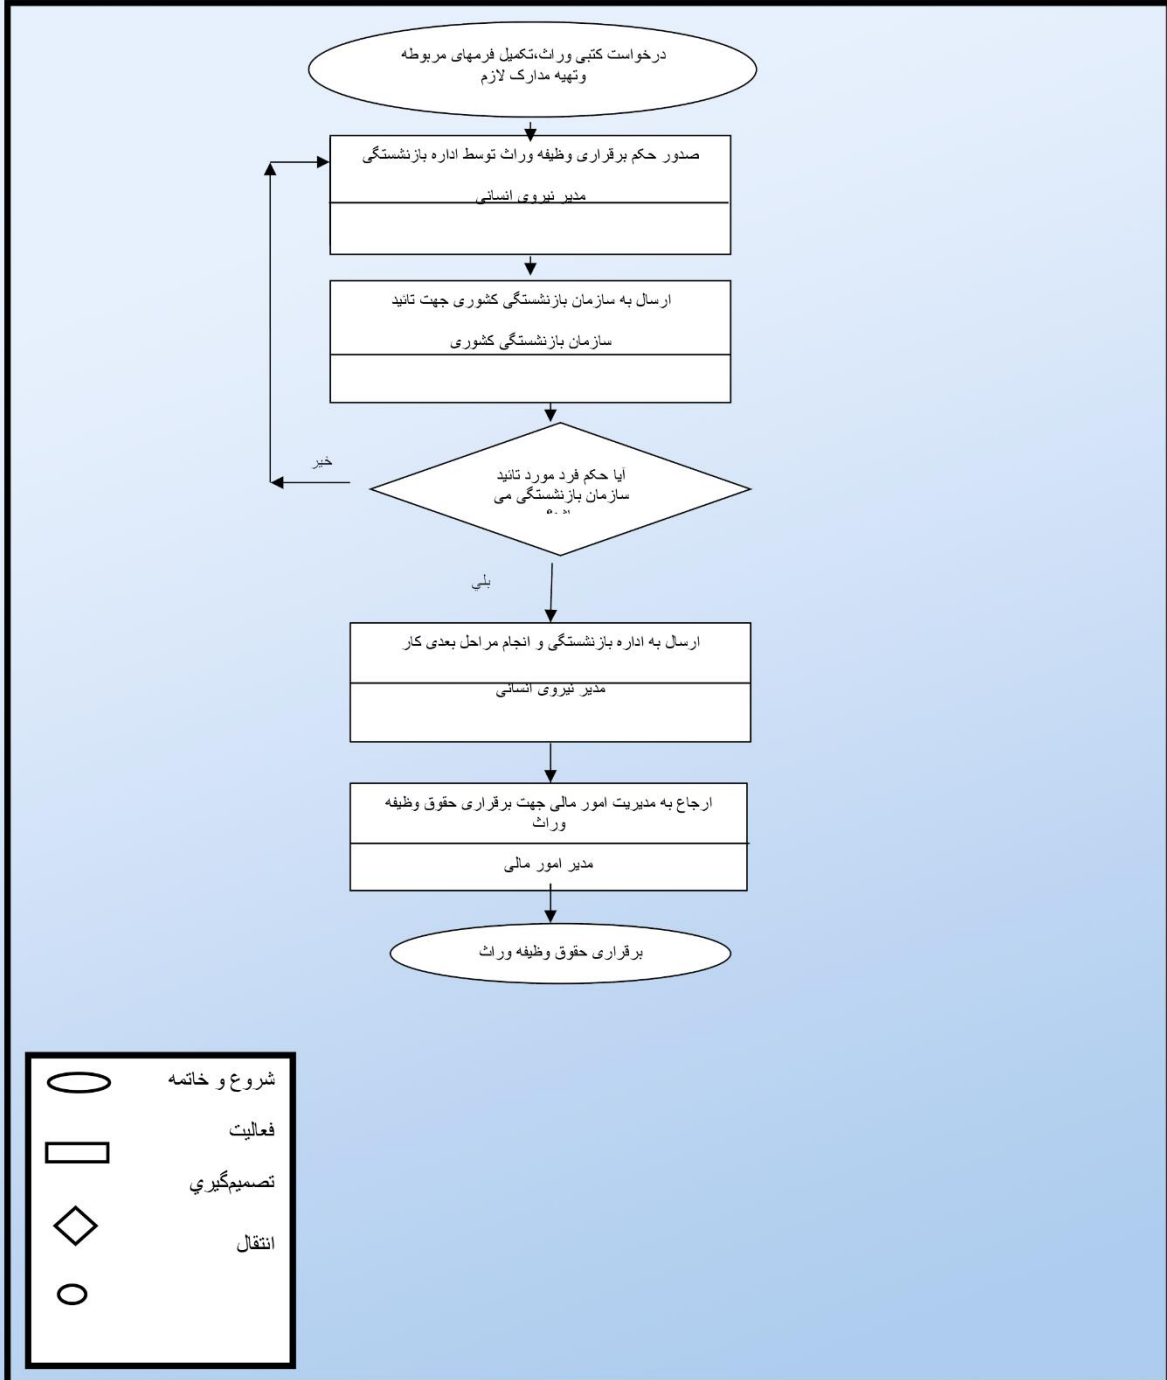 درخواست کتبی وراث،تکمیل فرمهای مربوطه
وتهیه مدارک لازم
صدور حکم برقراری وظیفه وراث توسط اداره بازنشستگی
مدیر نیروی انسانی
ارسال به سازمان بازنشستگی کشوری جهت تائید
سازمان بازنشستگی کشوری
خیر
آیا حکم فرد مورد تائید
سازمان بازنشستگی می
بلي
ارسال به اداره بازنشستگی و انجام مراحل بعدی کار
مدیر نیروی انسانی
ارجاع به مدیریت امور مالی جهت برقراری حقوق وظیفه
وراث
مدیر امور مالی
برقراری حقوق وظیفه وراث
شروع و خاتمه
فعالیت
تصمیم‌گیري
انتقال